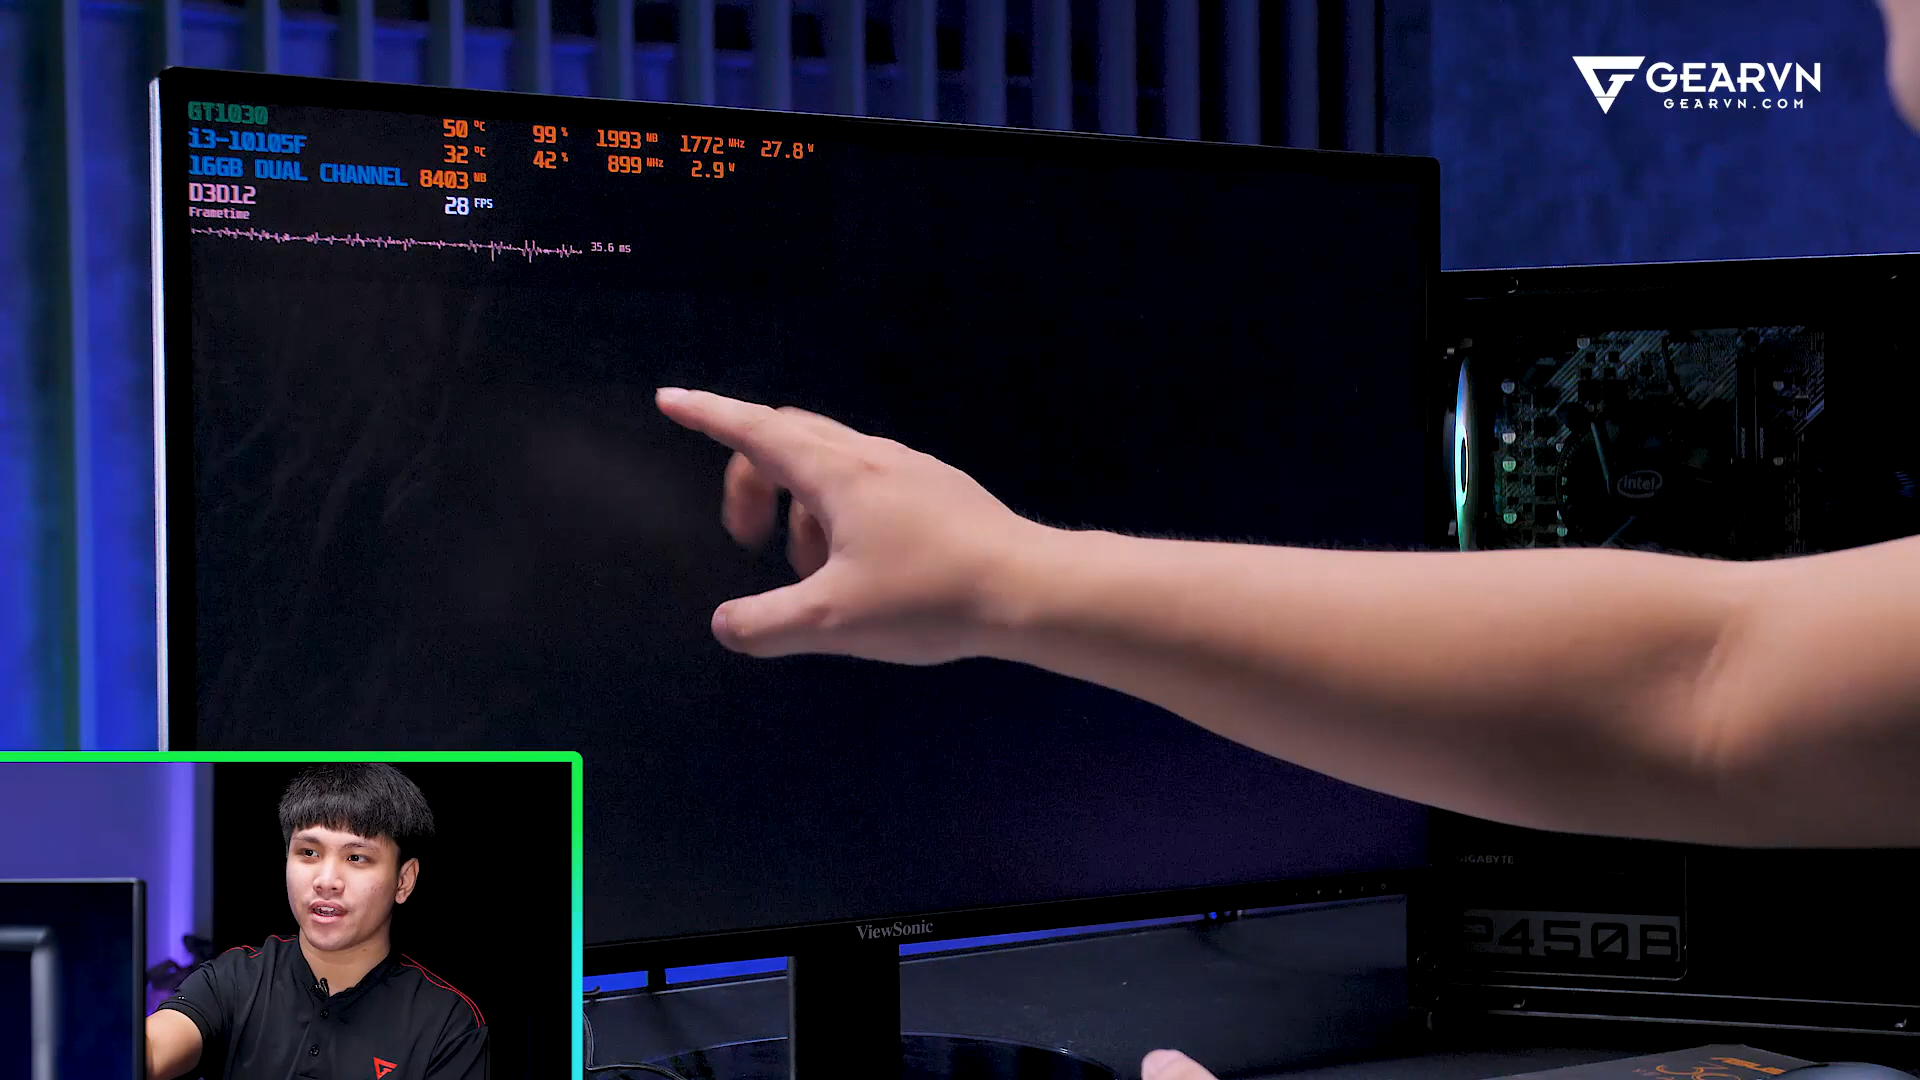 GEARVN
GEARVN.COM
GT1030 50 °C 99 % 1993 MB 1772 MHz 27.8 W
i3-10105F 32 °C 42 % 899 MHz 2.9 W
16GB DUAL CHANNEL 8403 MB
D3D12 28 FPS
Frametime
35.6 ms
intel
GIGABYTE
P450B
ViewSonic